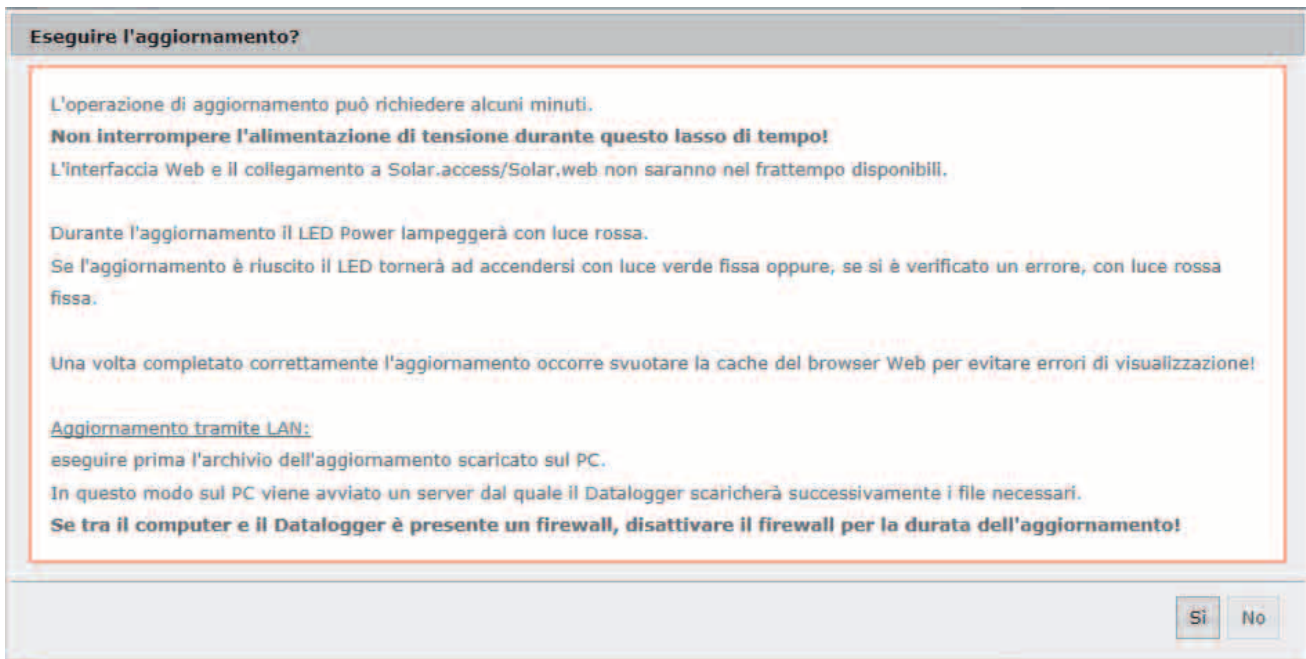 Eseguire l'aggiornamento?
L'operazione di aggiornamento può richiedere alcuni minuti.
Non interrompere l'alimentazione di tensione durante questo lasso di tempo!
L'interfaccia Web e il collegamento a Solar.access/Solar.web non saranno nel frattempo disponibili.
Durante l'aggiornamento il LED Power lampeggerà con luce rossa.
Se l'aggiornamento è riuscito il LED tornerà ad accendersi con luce verde fissa oppure, se si è verificato un errore, con luce rossa
fissa.
Una volta completato correttamente l'aggiornamento occorre svuotare la cache del browser Web per evitare errori di visualizzazione!
Aggiornamento tramite LAN:
eseguire prima l'archivio dell'aggiornamento scaricato sul PC.
In questo modo sul PC viene avviato un server dal quale il Datalogger scaricherà successivamente i file necessari.
Se tra il computer e il Datalogger è presente un firewall, disattivare il firewall per la durata dell'aggiornamento!
Sì No